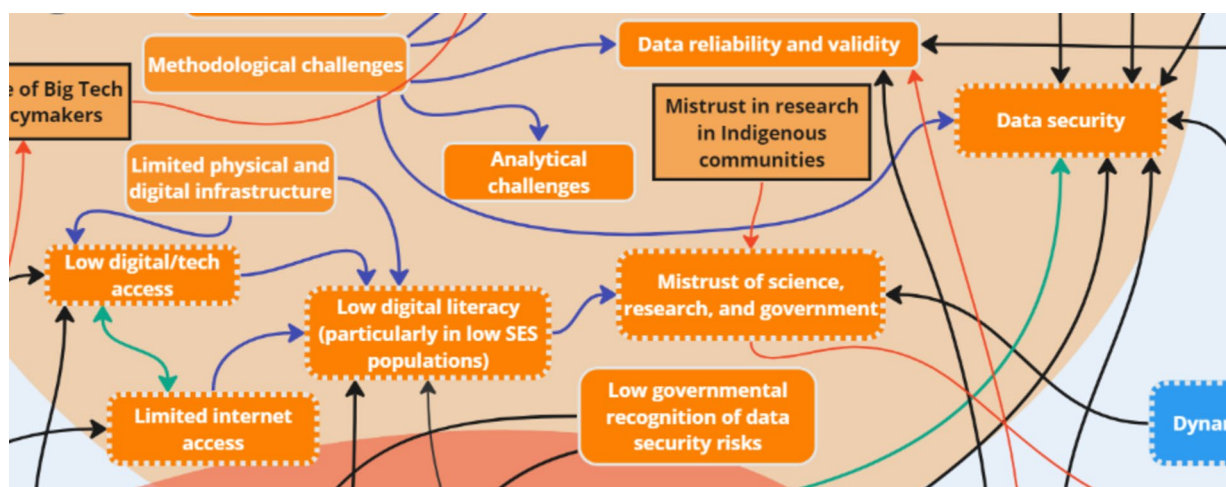 Methodological challenges
Data reliability and validity
e of Big Tech
cymakers
Mistrust in research
in Indigenous
communities
Data security
Limited physical and
digital infrastructure
Analytical
challenges
Low digital/tech
access
Mistrust of science,
research, and government
Low digital literacy
(particularly in low SES
populations)
Low governmental
recognition of data
security risks
Limited internet
access
Dynam